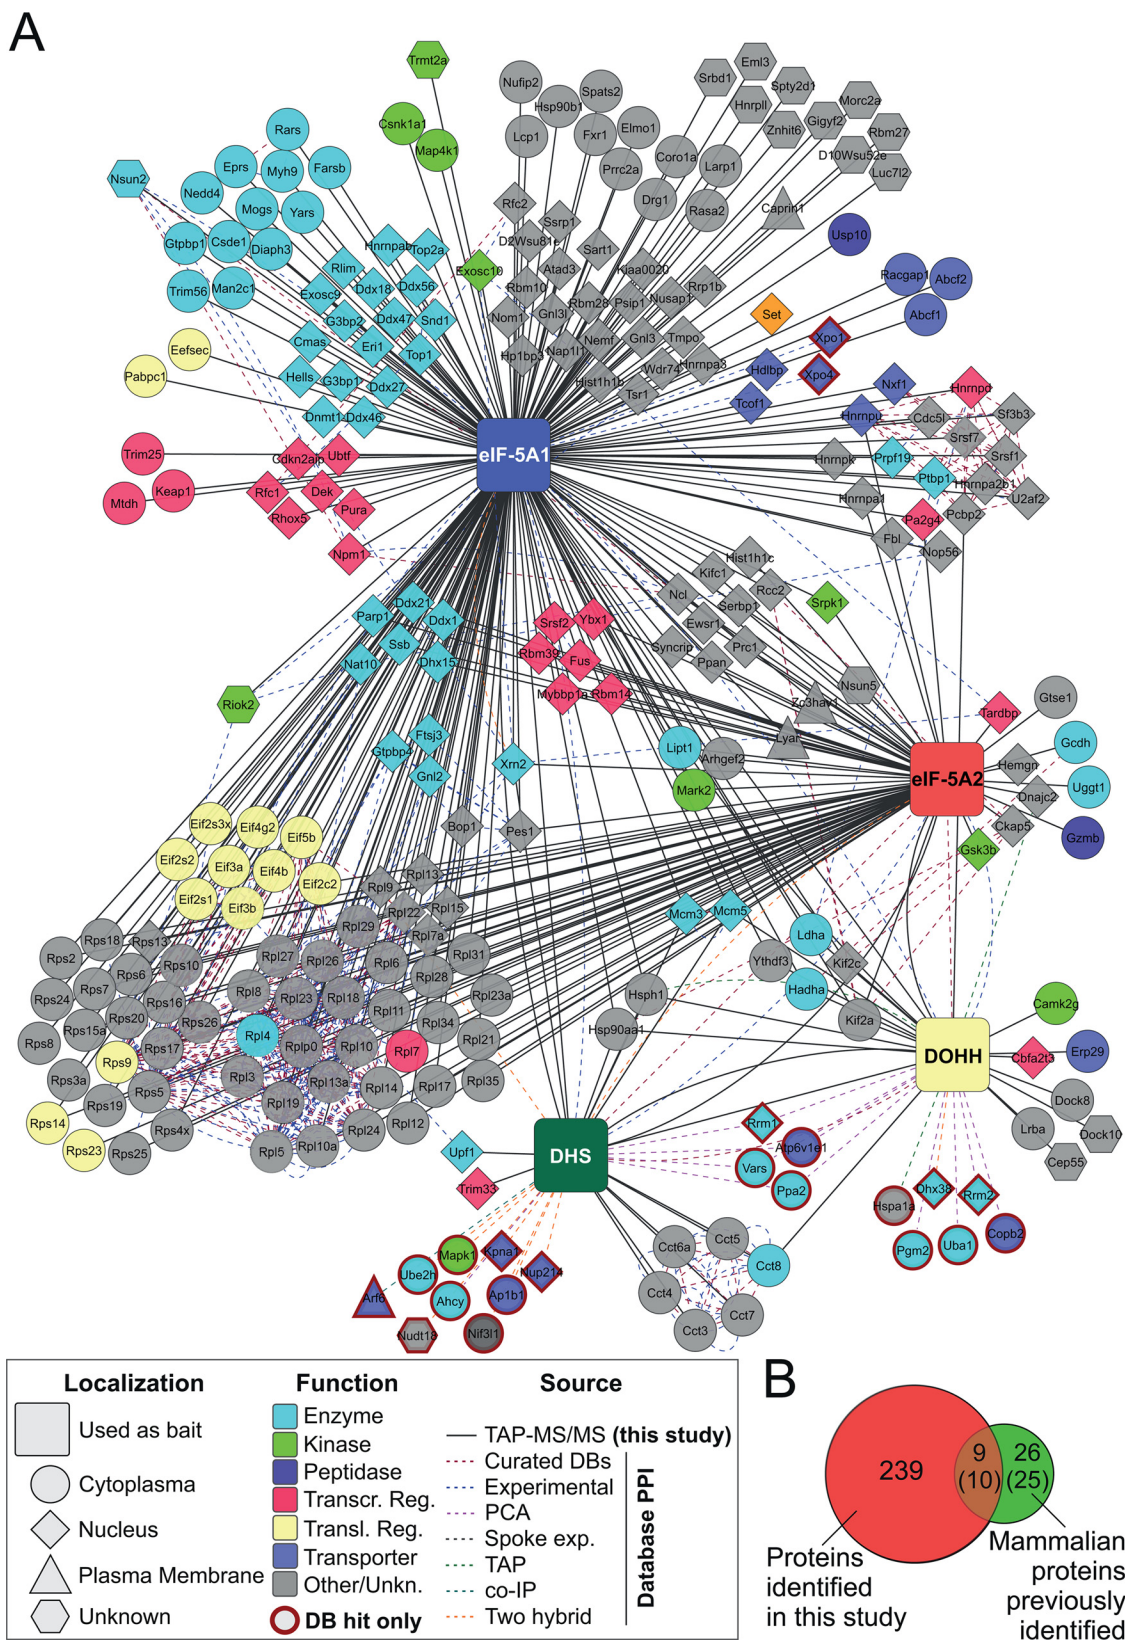 A
Trmt2a
Csnk1a1
Map4k1
Nufip2
Hsp90b1
Spats2
Lcp1
Fxr1
Elmo1
Prrc2a
Coro1a
Drg1
Larp1
Rasa2
Srbd1
Eml3
Spty2d1
Hnrpll
Znhit6
Gigyf2
Morc2a
Rbm27
D10Wsu52e
Luc7l2
Caprin1
Usp10
Racgap1
Abcf2
Abcf1
Set
Xpo1
Xpo4
Hdlbp
Tcof1
Nxf1
Hnrpu
Hnrnpd
Cdc5l
Sf3b3
Srsf7
Srsf1
Hnrnpk
Prpf19
Ptbp1
Hnrnpa2b1
U2af2
Hnrnpa1
Pa2g4
Pcbp2
Fbl
Nop56
Rars
Eprs
Myh9
Farsb
Nsun2
Nedd4
Mogs
Yars
Gtpbp1
Csde1
Diaph3
Trim56
Man2c1
Hnrnpab
Top2a
Rlim
Exosc9
Ddx18
Ddx56
G3bp2
Ddx47
Snd1
Cmas
Eri1
Top1
Hells
G3bp1
Ddx27
Dnmt1
Ddx46
Exosc10
Eefsec
Pabpc1
Rfc2
Ssrp1
D2Wsu81e
Sart1
Atad3
Kiaa0020
Rbm10
Rbm28
Psip1
Nusap1
Rrp1b
Nom1
Gnl3l
Nemf
Gnl3
Tmpo
Hp1bp3
Nap1l1
Wdr74
Hnrnpa3
Hist1h1b
Tsr1
eIF-5A1
Trim25
Mtdh
Keap1
Cdkn2aip
Ubtf
Rfc1
Dek
Rhox5
Pura
Npm1
Hist1h1c
Kifc1
Ncl
Rcc2
Serbp1
Ewsr1
Syncrip
Prc1
Ppan
Srpk1
Nsun5
Zc3hav1
Lyar
Parp1
Ddx21
Ddx1
Ssb
Nat10
Dhx15
Srsf2
Ybx1
Rbm39
Fus
Mybbp1a
Rbm14
Riok2
Ftsj3
Gtpbp4
Gnl2
Xrn2
Bop1
Pes1
Lipt1
Arhgef2
Mark2
eIF-5A2
Tardbp
Gtse1
Gcdh
Hemgn
Uggt1
Dnajc2
Ckap5
Gzmb
Gsk3b
Eif2s3x
Eif4g2
Eif5b
Eif2s2
Eif3a
Eif4b
Eif2c2
Eif2s1
Eif3b
Rps2
Rps18
Rps13
Rps6
Rps10
Rps24
Rps7
Rps16
Rps20
Rps15a
Rps26
Rps8
Rps17
Rps9
Rps3a
Rps5
Rps19
Rps14
Rps4x
Rps23
Rps25
Rpl9
Rpl13
Rpl22
Rpl15
Rpl29
Rpl7a
Rpl27
Rpl26
Rpl6
Rpl31
Rpl28
Rpl8
Rpl23
Rpl18
Rpl11
Rpl23a
Rpl34
Rpl4
Rplp0
Rpl10
Rpl7
Rpl21
Rpl3
Rpl13a
Rpl14
Rpl17
Rpl35
Rpl19
Rpl24
Rpl12
Rpl5
Rpl10a
Mcm3
Mcm5
Ldha
Ythdf3
Kif2c
Hadha
Kif2a
Hsph1
Hsp90aa1
DOHH
Camk2g
Cbfa2t3
Erp29
Dock8
Lrba
Dock10
Cep55
DHS
Upf1
Trim33
Rrm1
Atp6v1e1
Vars
Ppa2
Hspa1a
Dhx38
Rrm2
Pgm2
Uba1
Copb2
Mapk1
Kpna1
Ube2h
Nup214
Arf6
Ahcy
Ap1b1
Nudt18
Nif3l1
Cct6a
Cct5
Cct8
Cct4
Cct7
Cct3
Localization
Used as bait
Cytoplasma
Nucleus
Plasma Membrane
Unknown
Function
Enzyme
Kinase
Peptidase
Transcr. Reg.
Transl. Reg.
Transporter
Other/Unkn.
DB hit only
Source
TAP-MS/MS (this study)
Curated DBs
Experimental
PCA
Spoke exp.
TAP
co-IP
Two hybrid
Database PPI
B
239
9
(10)
26
(25)
Proteins
identified
in this study
Mammalian
proteins
previously
identified